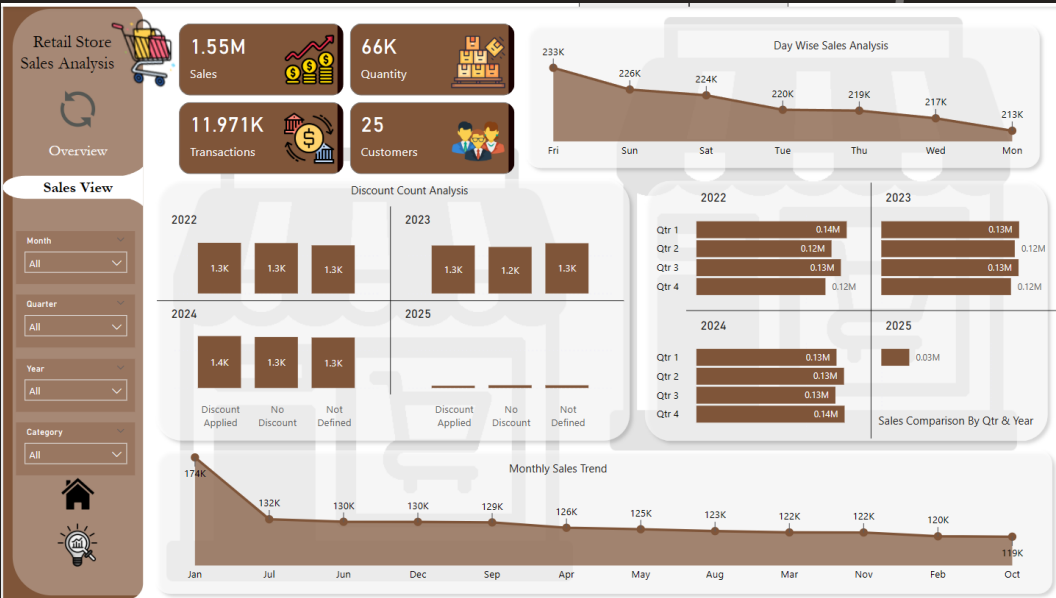 Retail Store
Sales Analysis
Overview
Sales View
Month
All
Quarter
All
Year
All
Category
All
1.55M
Sales
66K
Quantity
11.971K
Transactions
25
Customers
Day Wise Sales Analysis
233K
226K
224K
220K
219K
217K
213K
Fri Sun Sat Tue Thu Wed Mon
Discount Count Analysis
2022
1.3K 1.3K 1.3K
2023
1.3K 1.2K 1.3K
2024
1.4K 1.3K 1.3K
2025
Discount Applied
No Discount
Not Defined
Discount Applied
No Discount
Not Defined
2022
Qtr 1 0.14M
Qtr 2 0.12M
Qtr 3 0.13M
Qtr 4 0.12M
2023
0.13M
0.12M
0.13M
0.12M
2024
Qtr 1 0.13M
Qtr 2 0.13M
Qtr 3 0.13M
Qtr 4 0.14M
2025
0.03M
Sales Comparison By Qtr & Year
Monthly Sales Trend
174K
132K
130K
130K
129K
126K
125K
123K
122K
122K
120K
119K
Jan Jul Jun Dec Sep Apr May Aug Mar Nov Feb Oct